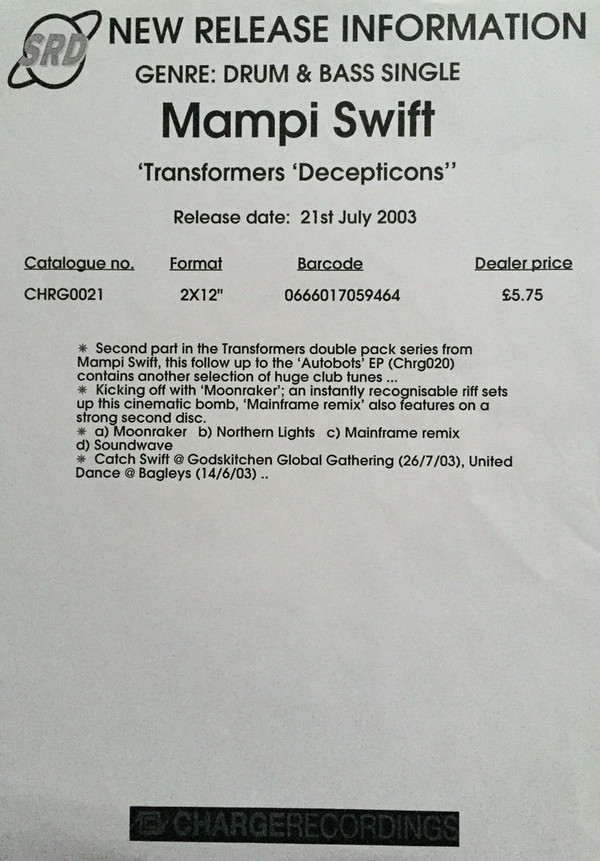 SRD
NEW RELEASE INFORMATION
GENRE: DRUM & BASS SINGLE
Mampi Swift
'Transformers 'Decepticons''
Release date: 21st July 2003
Catalogue no. Format Barcode Dealer price
CHRG0021 2X12" 0666017059464 £5.75
✳ Second part in the Transformers double pack series from
Mampi Swift, this follow up to the 'Autobots' EP (Chrg020)
contains another selection of huge club tunes ...
✳ Kicking off with 'Moonraker'; an instantly recognisable riff sets
up this cinematic bomb, 'Mainframe remix' also features on a
strong second disc.
✳ a) Moonraker b) Northern Lights c) Mainframe remix
d) Soundwave
✳ Catch Swift @ Godskitchen Global Gathering (26/7/03), United
Dance @ Bagleys (14/6/03) ..
CHARGERECORDINGS